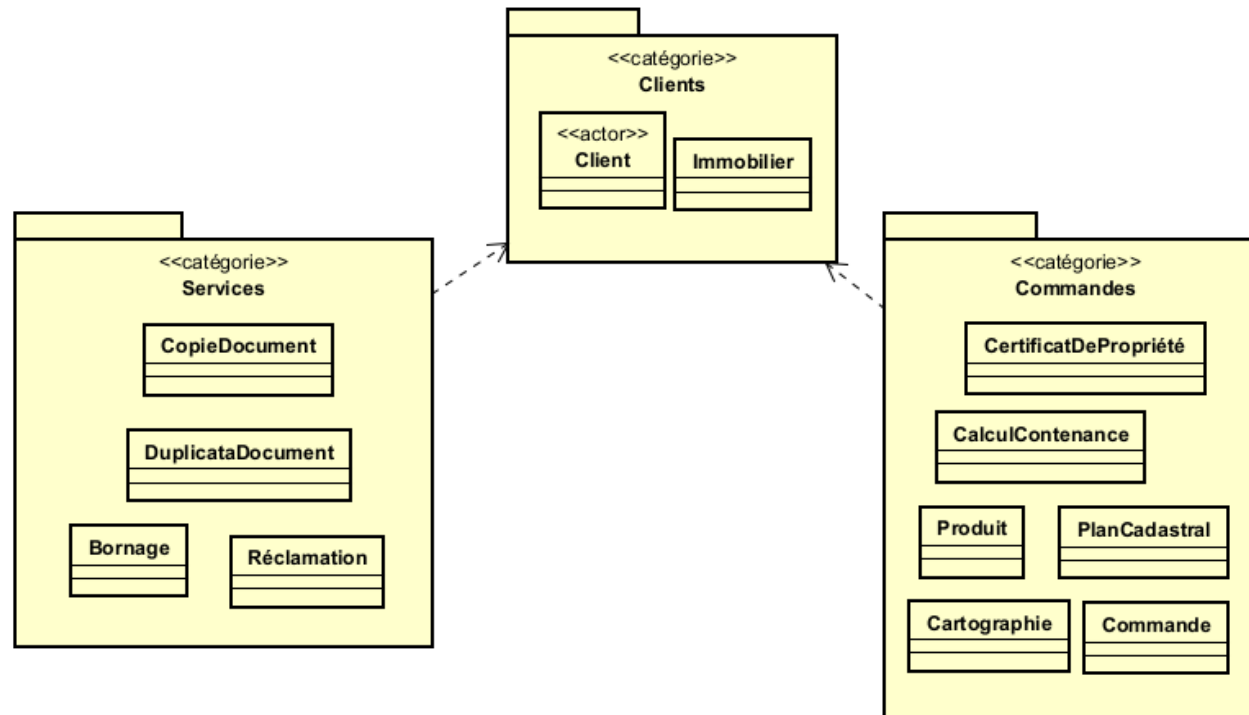 <<catégorie>>
Clients
<<actor>>
Client
Immobilier
<<catégorie>>
Services
CopieDocument
DuplicataDocument
Bornage
Réclamation
<<catégorie>>
Commandes
CertificatDePropriété
CalculContenance
Produit
PlanCadastral
Cartographie
Commande